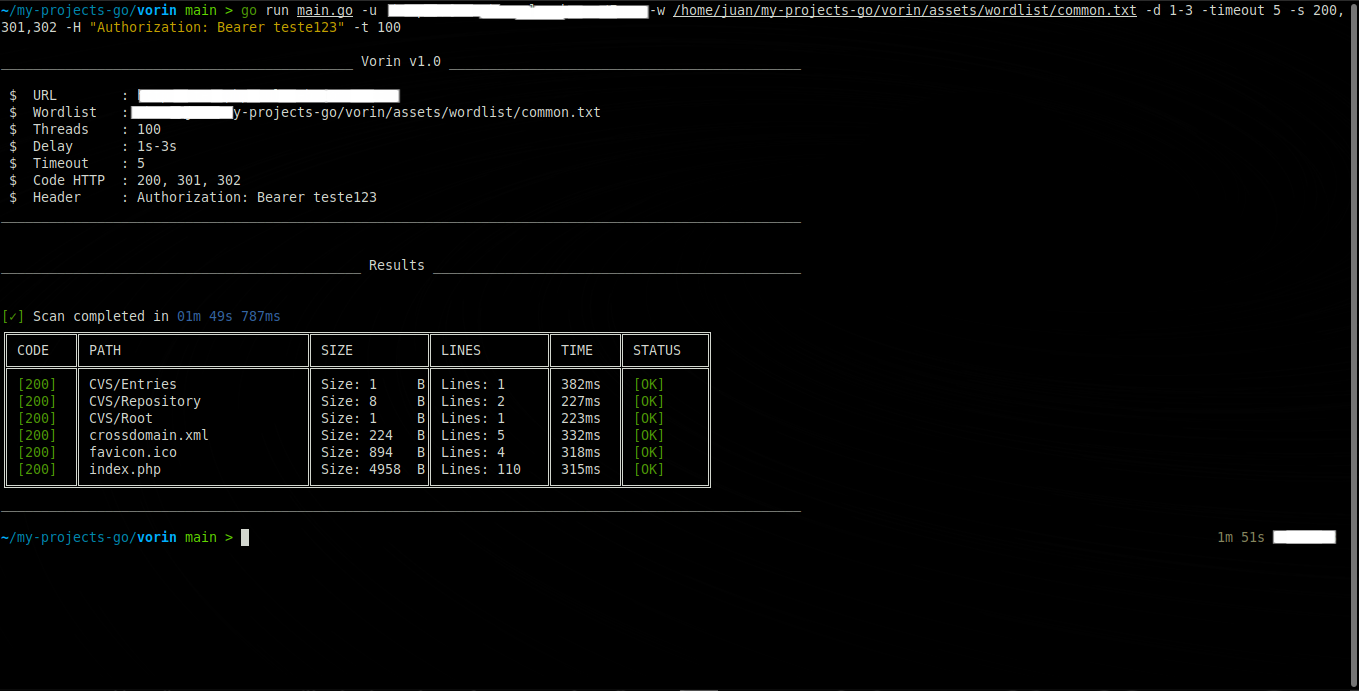 ~/my-projects-go/vorin main > go run main.go -u -w /home/juan/my-projects-go/vorin/assets/wordlist/common.txt -d 1-3 -timeout 5 -s 200,
301,302 -H "Authorization: Bearer teste123" -t 100
Vorin v1.0
$ URL :
$ Wordlist : y-projects-go/vorin/assets/wordlist/common.txt
$ Threads : 100
$ Delay : 1s-3s
$ Timeout : 5
$ Code HTTP : 200, 301, 302
$ Header : Authorization: Bearer teste123
Results
[✓] Scan completed in 01m 49s 787ms
CODE PATH SIZE LINES TIME STATUS
[200] CVS/Entries Size: 1 B Lines: 1 382ms [OK]
[200] CVS/Repository Size: 8 B Lines: 2 227ms [OK]
[200] CVS/Root Size: 1 B Lines: 1 223ms [OK]
[200] crossdomain.xml Size: 224 B Lines: 5 332ms [OK]
[200] favicon.ico Size: 894 B Lines: 4 318ms [OK]
[200] index.php Size: 4958 B Lines: 110 315ms [OK]
~/my-projects-go/vorin main > 1m 51s